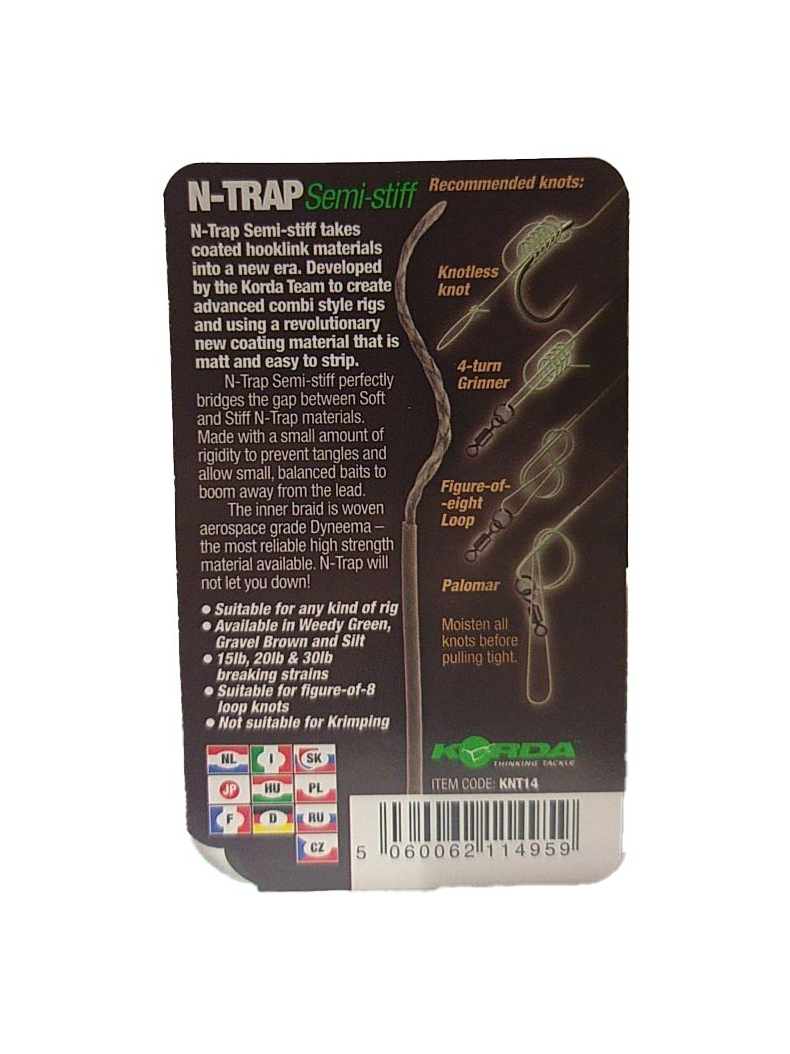 N-TRAP Semi-stiff
N-Trap Semi-stiff takes
coated hooklink materials
into a new era. Developed
by the Korda Team to create
advanced combi style rigs
and using a revolutionary
new coating material that is
matt and easy to strip.
N-Trap Semi-stiff perfectly
bridges the gap between Soft
and Stiff N-Trap materials.
Made with a small amount of
rigidity to prevent tangles and
allow small, balanced baits to
boom away from the lead.
The inner braid is woven
aerospace grade Dyneema –
the most reliable high strength
material available. N-Trap will
not let you down!
• Suitable for any kind of rig
• Available in Weedy Green,
Gravel Brown and Silt
• 15lb, 20lb & 30lb
breaking strains
• Suitable for figure-of-8
loop knots
• Not suitable for Krimping
NL I SK
JP HU PL
F D RU
CZ
Recommended knots:
Knotless
knot
4-turn
Grinner
Figure-of-
-eight
Loop
Palomar
Moisten all
knots before
pulling tight.
KORDA
THINKING TACKLE
ITEM CODE: KNT14
5 060062 114959